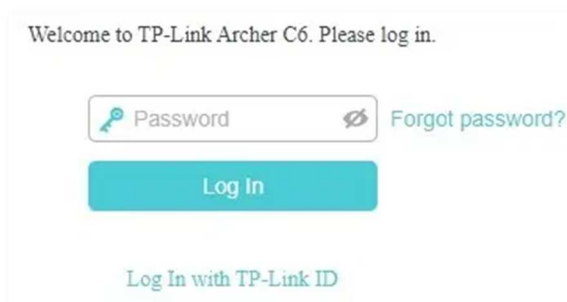 Welcome to TP-Link Archer C6. Please log in.
Password
Forgot password?
Log In
Log In with TP-Link ID